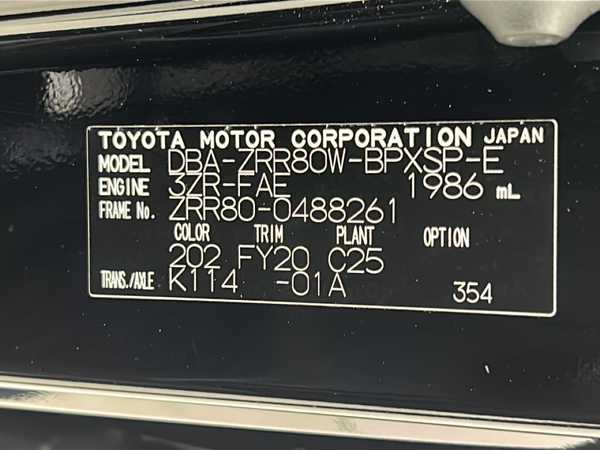 TOYOTA MOTOR CORPORATION JAPAN
MODEL DBA-ZRR80W-BPXSP-E
ENGINE 3ZR-FAE 1986 mL
FRAME No. ZRR80-0488261
COLOR TRIM PLANT OPTION
202 FY20 C25
TRANS./AXLE K114 -01A 354